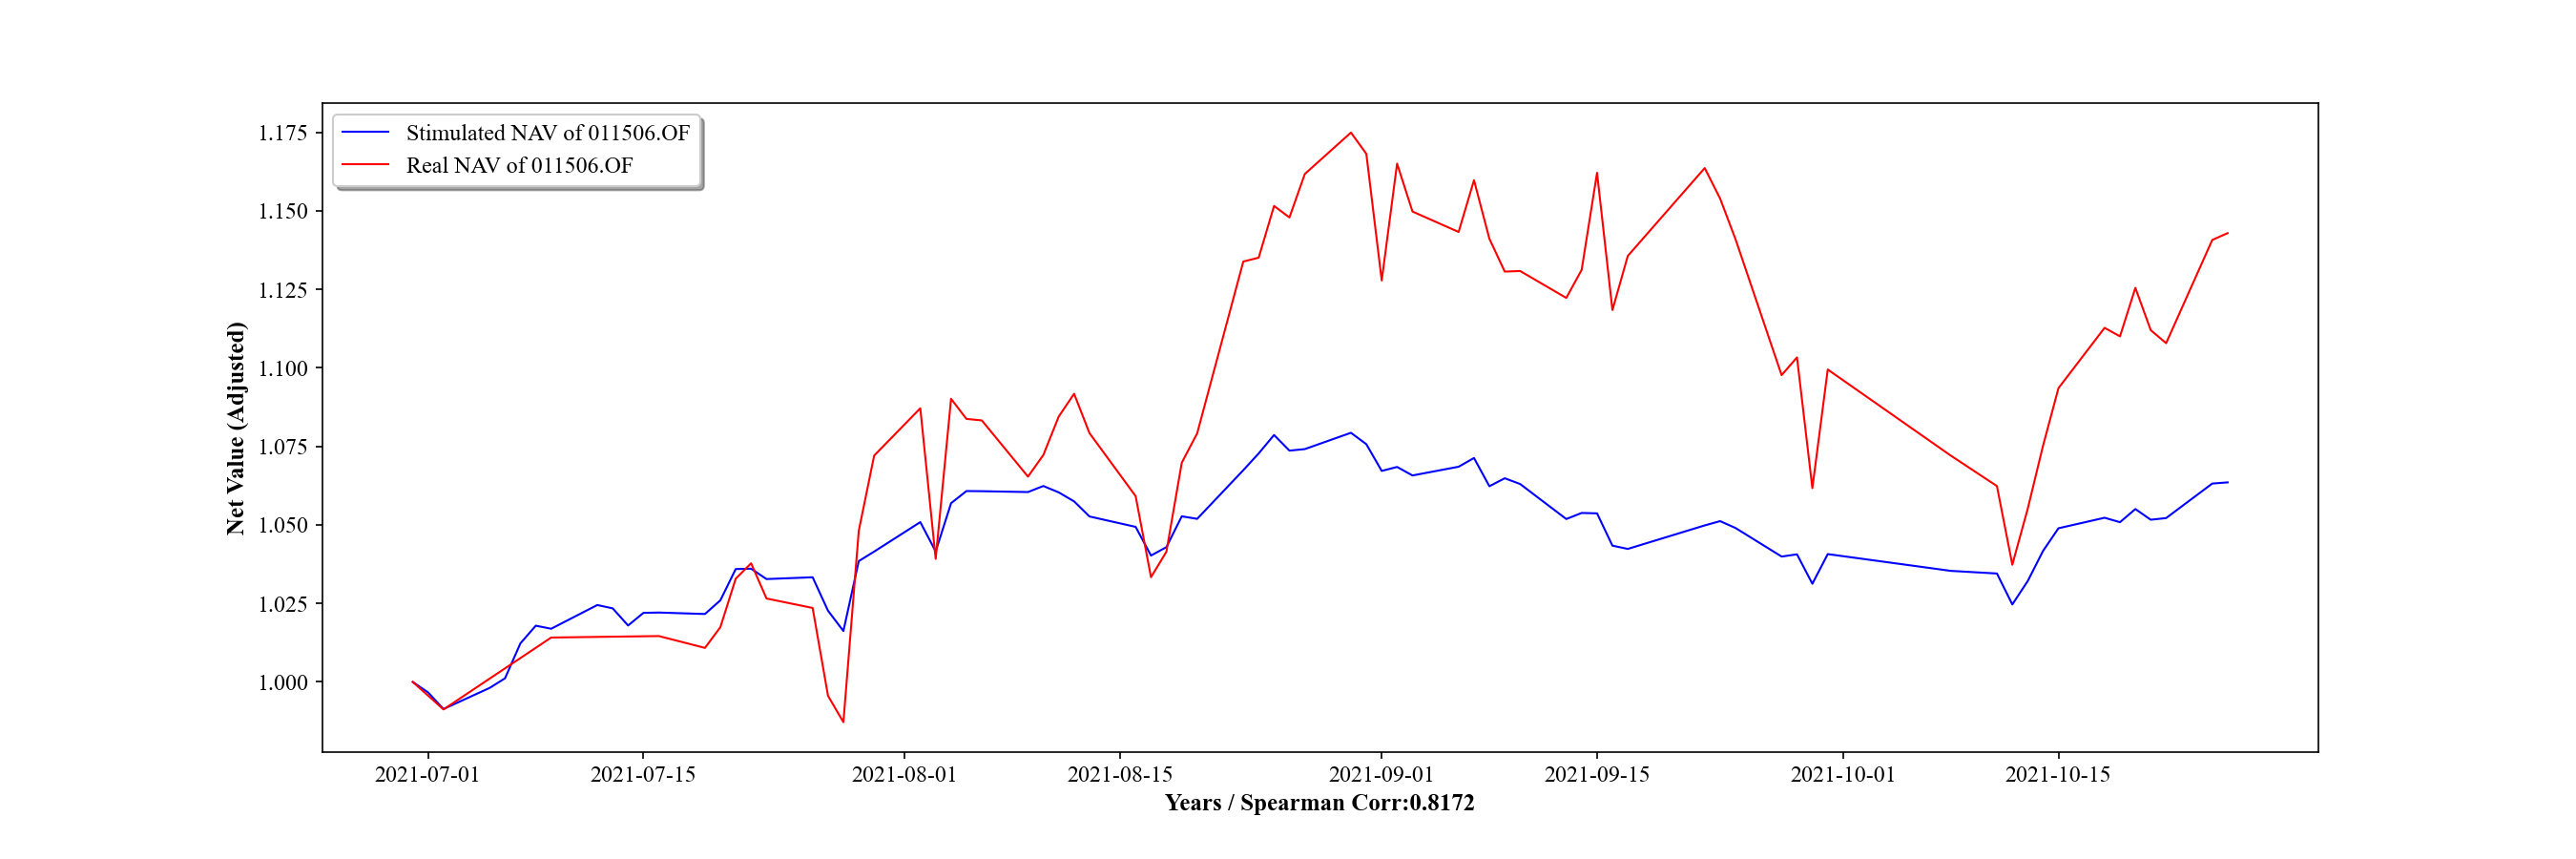 Stimulated NAV of 011506.OF
Real NAV of 011506.OF
1.175
1.150
1.125
1.100
1.075
1.050
1.025
1.000
Net Value (Adjusted)
2021-07-01 2021-07-15 2021-08-01 2021-08-15 2021-09-01 2021-09-15 2021-10-01 2021-10-15
Years / Spearman Corr:0.8172